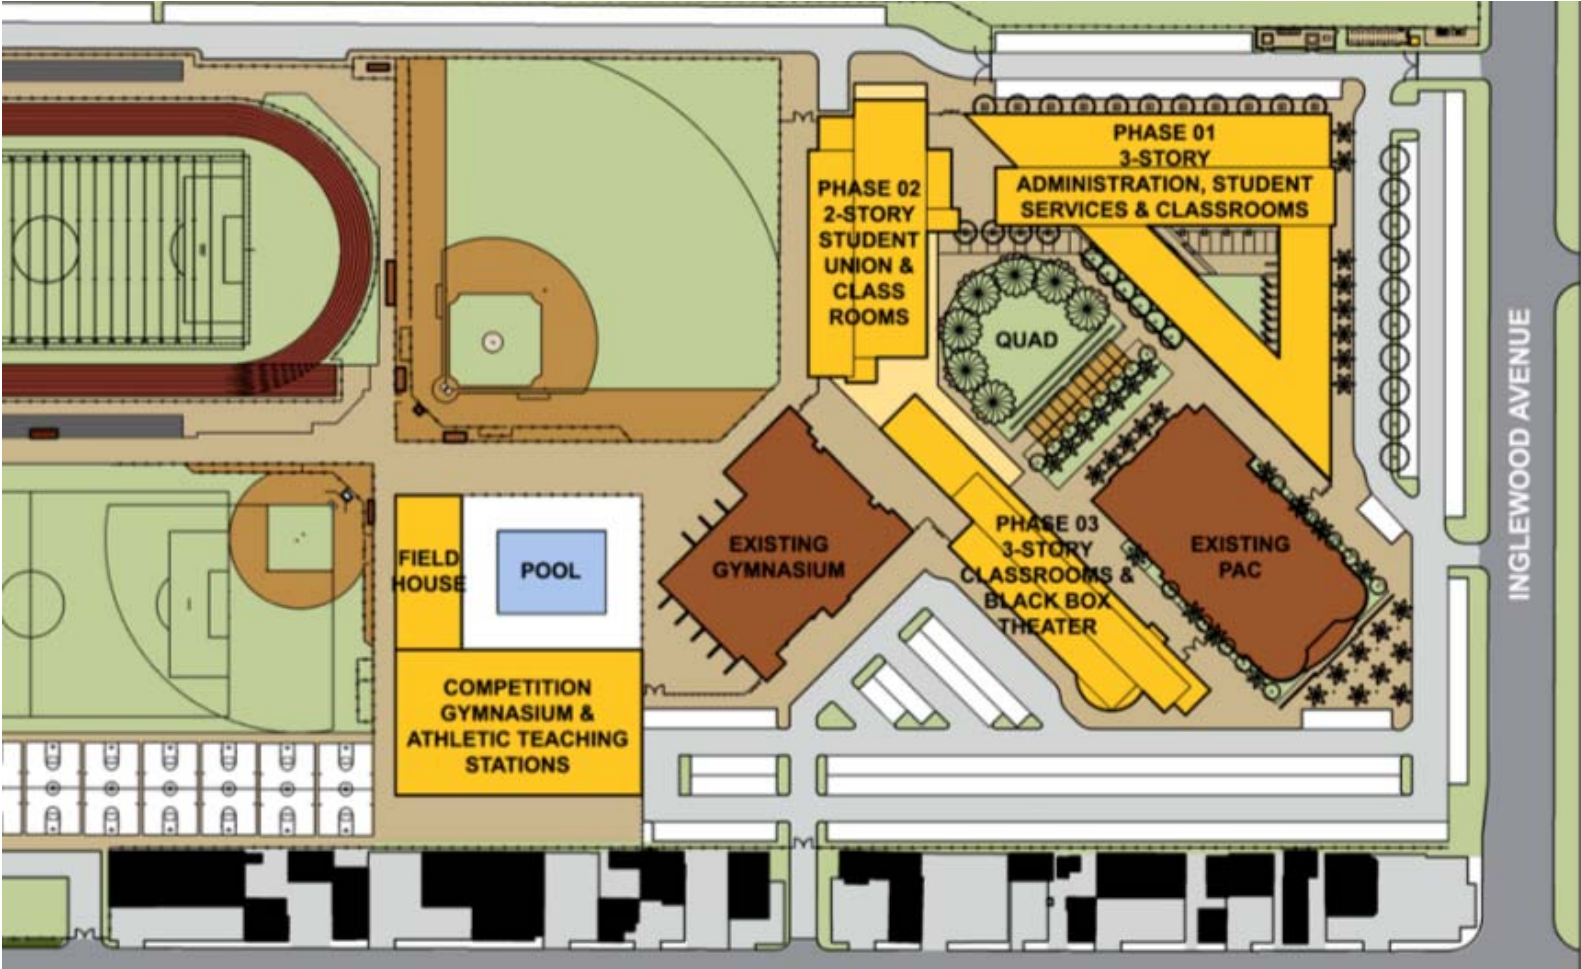 PHASE 01
3-STORY
ADMINISTRATION, STUDENT
SERVICES & CLASSROOMS
PHASE 02
2-STORY
STUDENT
UNION &
CLASS
ROOMS
QUAD
INGLEWOOD AVENUE
PHASE 03
3-STORY
CLASSROOMS &
BLACK BOX
THEATER
EXISTING
PAC
EXISTING
GYMNASIUM
FIELD
HOUSE
POOL
COMPETITION
GYMNASIUM &
ATHLETIC TEACHING
STATIONS